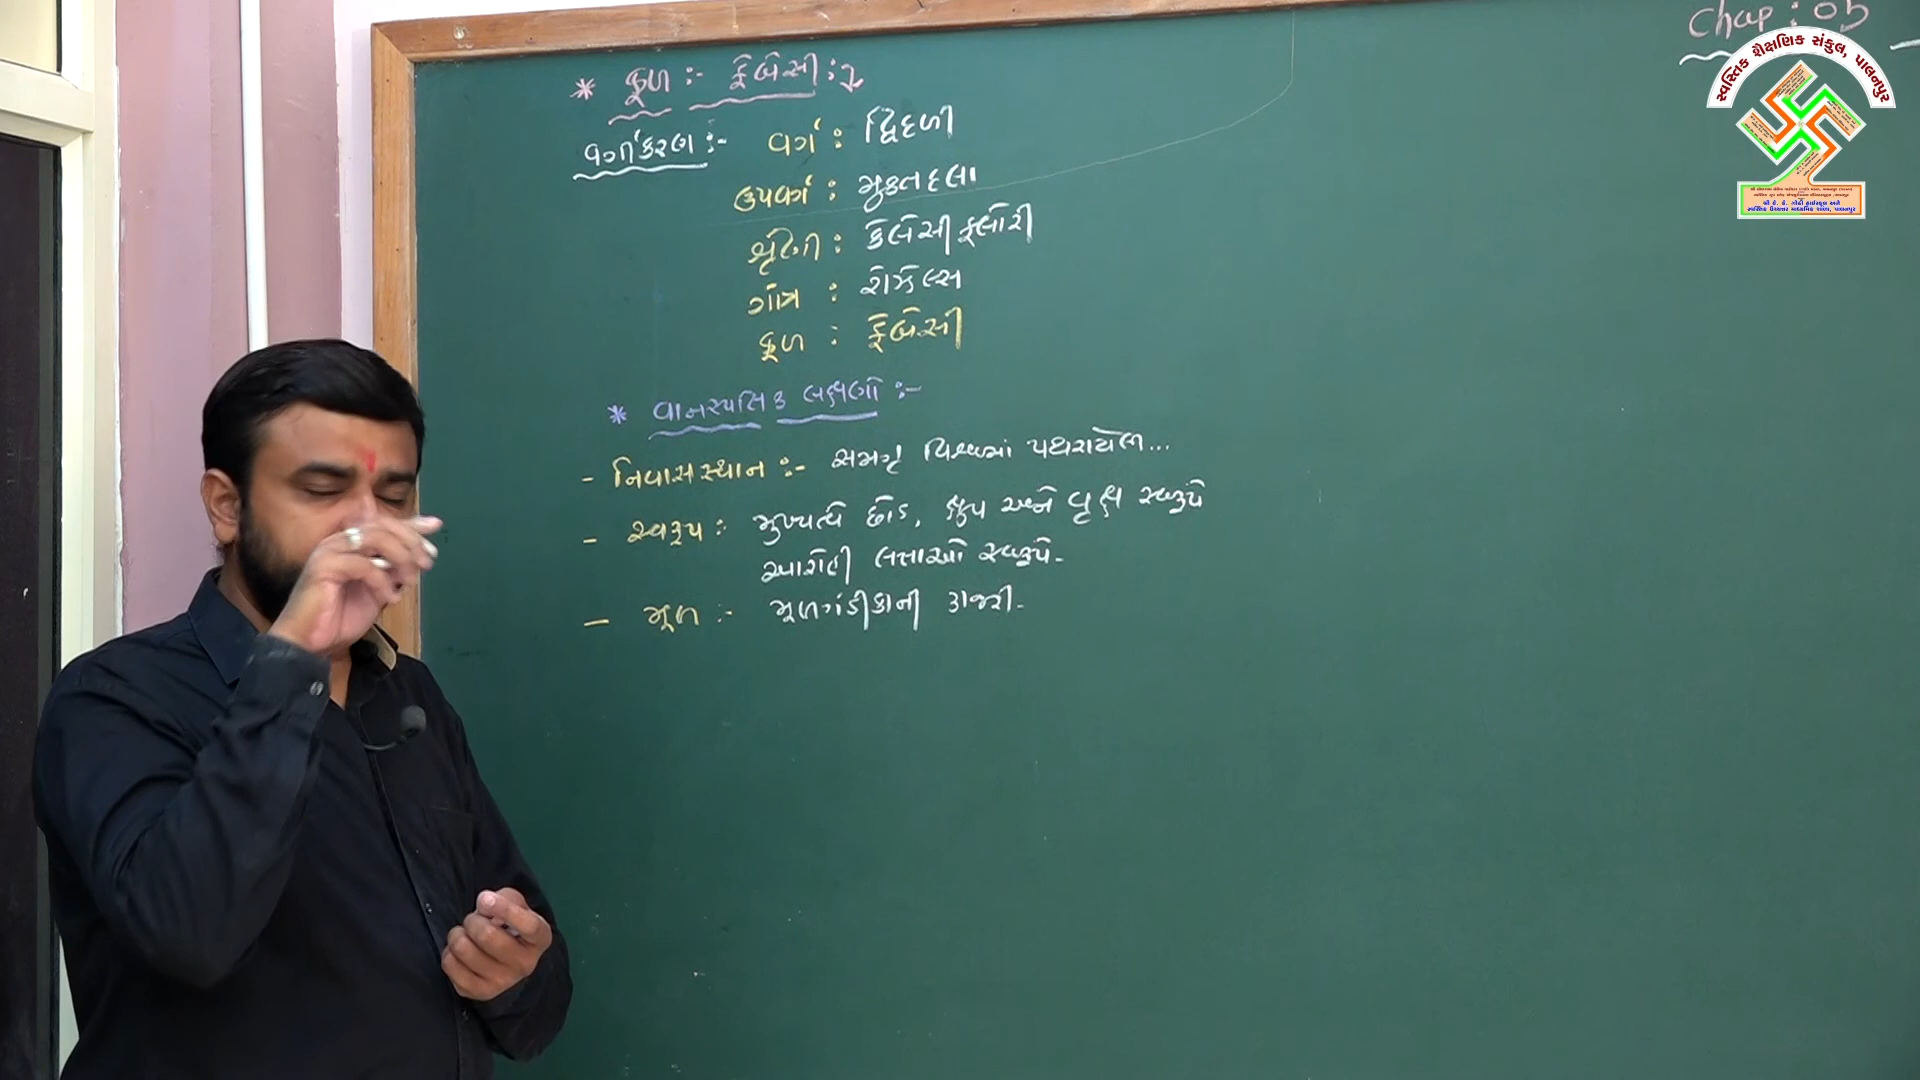 Chap : 05
સ્વસ્તિક શૈક્ષણિક સંકુલ, પાલનપુર
* કૂળ :- ફેબેસી :-
વર્ગીકરણ :- વર્ગ : દ્વિદળી
ઉપવર્ગ : મુક્તદલા
શ્રેણી : કેલેસીફ્લોરી
ગોત્ર : રોઝેલ્સ
કૂળ : ફેબેસી
* વાનસ્પતિક લક્ષણો :-
- નિવાસસ્થાન :- સમગ્ર વિશ્વમાં પથરાયેલ...
- સ્વરૂપ : મુખ્યત્વે છોડ, ક્ષુપ અને વૃક્ષ સ્વરૂપે
આરોહી લત્તાઓ સ્વરૂપે-
- મૂળ :- મૂળગંડીકાની હાજરી-